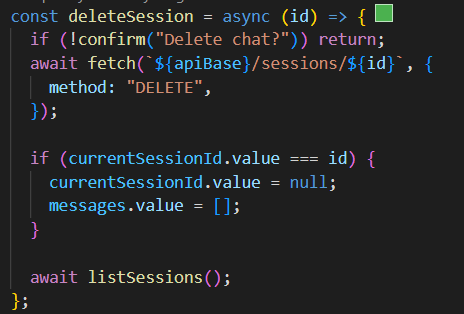 const deleteSession = async (id) => {
if (!confirm("Delete chat?")) return;
await fetch(`${apiBase}/sessions/${id}`, {
method: "DELETE",
});
if (currentSessionId.value === id) {
currentSessionId.value = null;
messages.value = [];
}
await listSessions();
};